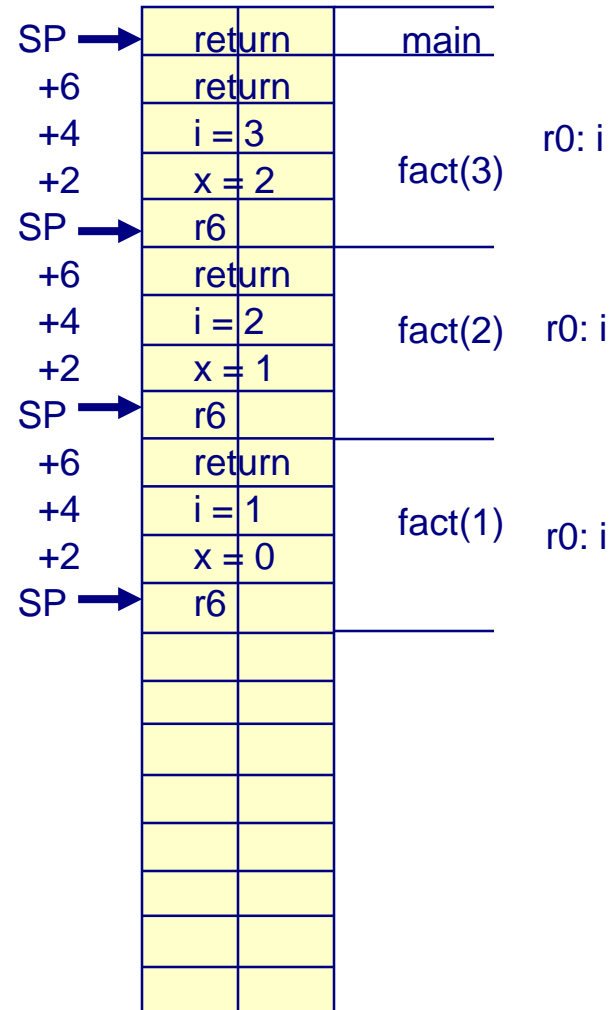 SP return main
+6 return
+4 i = 3 r0: i
+2 x = 2 fact(3)
SP r6
+6 return
+4 i = 2 fact(2) r0: i
+2 x = 1
SP r6
+6 return
+4 i = 1 fact(1) r0: i
+2 x = 0
SP r6